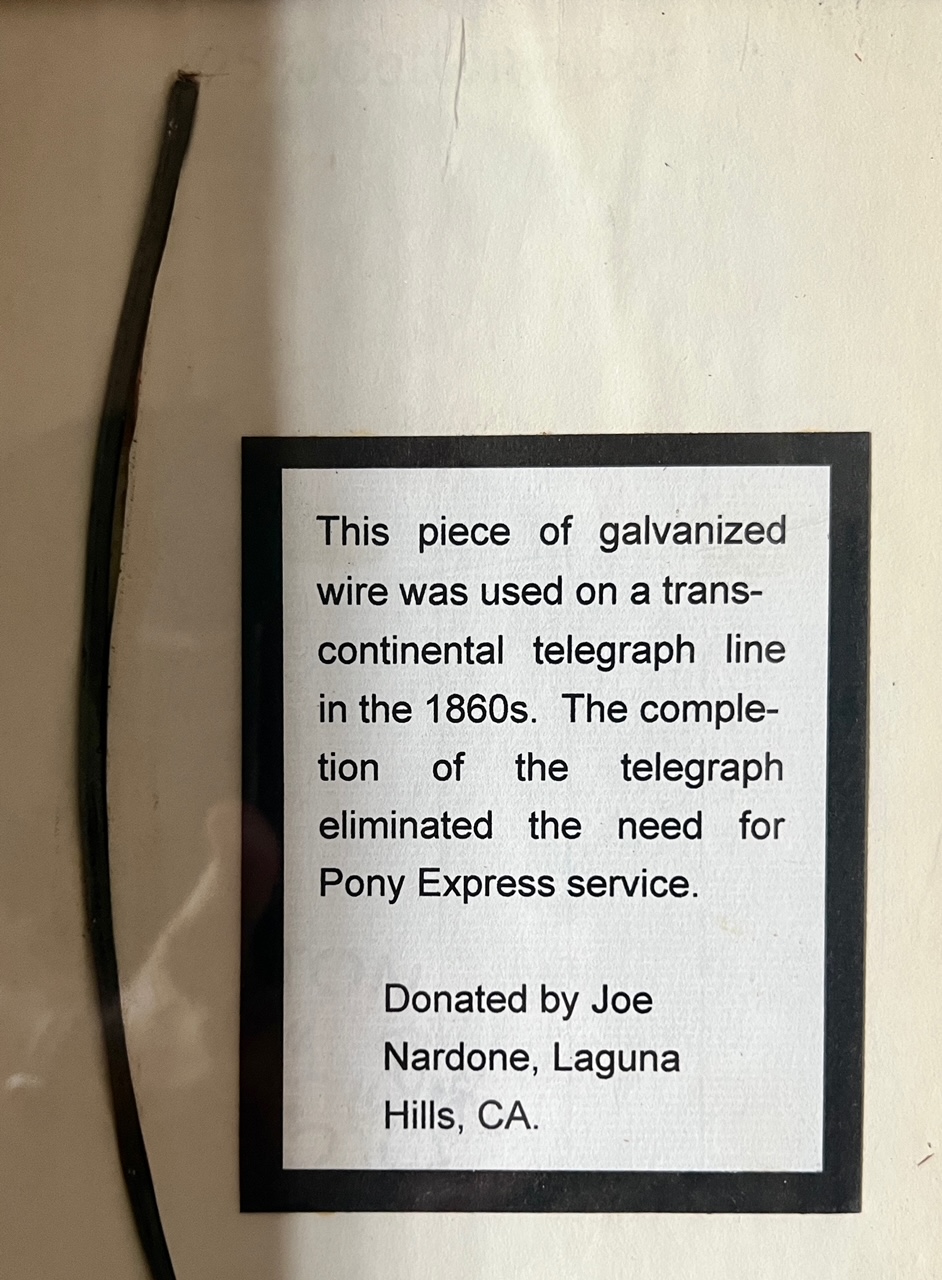 This piece of galvanized
wire was used on a trans-
continental telegraph line
in the 1860s. The comple-
tion of the telegraph
eliminated the need for
Pony Express service.
Donated by Joe
Nardone, Laguna
Hills, CA.